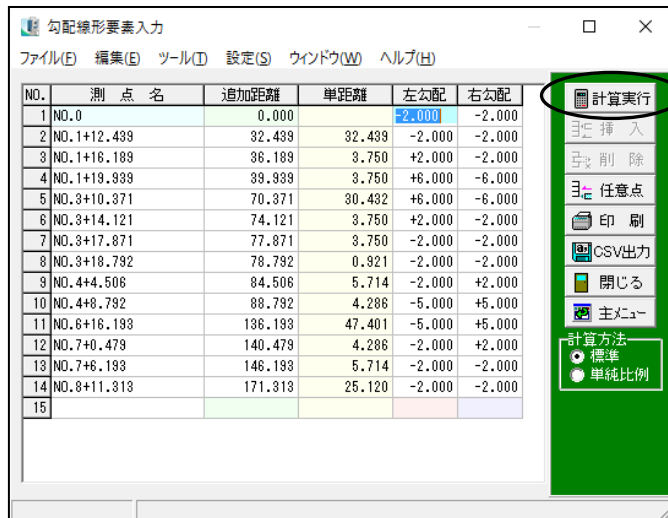 勾配線形要素入力
ファイル(F) 編集(E) ツール(T) 設定(S) ウィンドウ(W) ヘルプ(H)
NO. 測 点 名 追加距離 単距離 左勾配 右勾配
1 NO.0 0.000 -2.000 -2.000
2 NO.1+12.439 32.439 32.439 -2.000 -2.000
3 NO.1+16.189 36.189 3.750 +2.000 -2.000
4 NO.1+19.939 39.939 3.750 +6.000 -6.000
5 NO.3+10.371 70.371 30.432 +6.000 -6.000
6 NO.3+14.121 74.121 3.750 +2.000 -2.000
7 NO.3+17.871 77.871 3.750 -2.000 -2.000
8 NO.3+18.792 78.792 0.921 -2.000 -2.000
9 NO.4+4.506 84.506 5.714 -2.000 +2.000
10 NO.4+8.792 88.792 4.286 -5.000 +5.000
11 NO.6+16.193 136.193 47.401 -5.000 +5.000
12 NO.7+0.479 140.479 4.286 -2.000 +2.000
13 NO.7+6.193 146.193 5.714 -2.000 -2.000
14 NO.8+11.313 171.313 25.120 -2.000 -2.000
15
計算実行
挿 入
削 除
任意点
印 刷
CSV出力
閉じる
主メニュー
計算方法
標準
単純比例